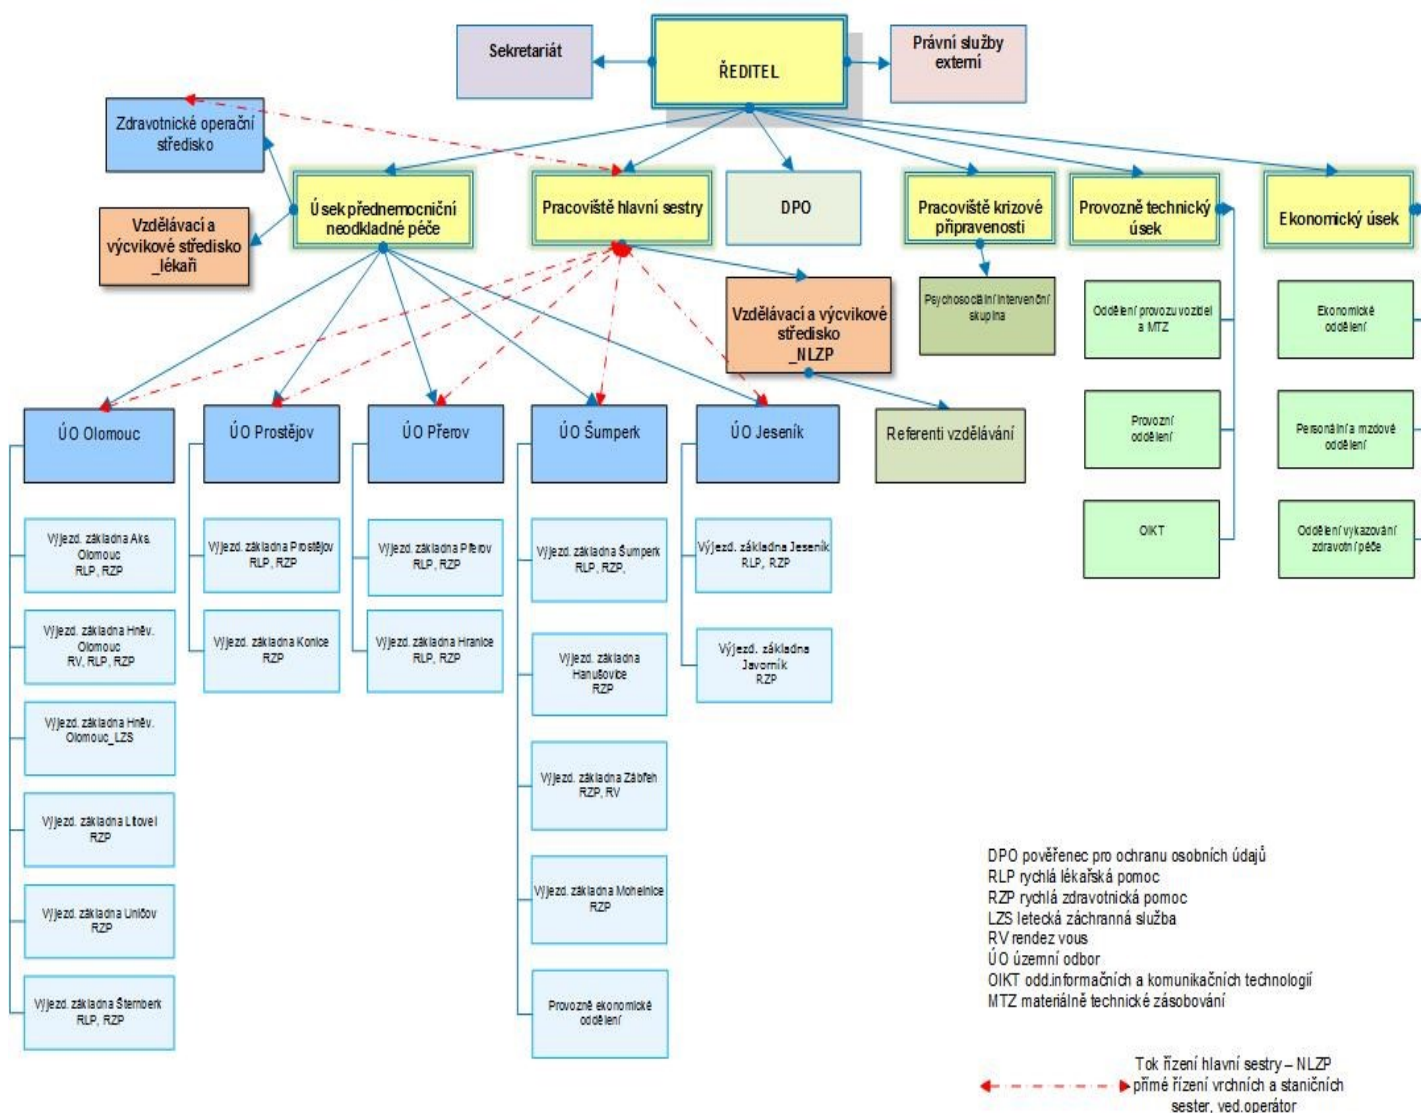 Sekretariát
ŘEDITEL
Právní služby
externí
Zdravotnické operační
středisko
Vzdělávací a
výcvikové středisko
_lékaři
Úsek přednemocniční
neodkladné péče
Pracoviště hlavní sestry
DPO
Pracoviště krizové
připravenosti
Provozně technický
úsek
Ekonomický úsek
Vzdělávací a výcvikové
středisko
_NLZP
Psychosociální intervenční
skupina
Oddělení provozu vozidel
a MTZ
Ekonomické
oddělení
ÚO Olomouc
ÚO Prostějov
ÚO Přerov
ÚO Šumperk
ÚO Jeseník
Referenti vzdělávání
Provozní
oddělení
Personální a mzdové
oddělení
Výjezd. základna Aks.
Olomouc
RLP, RZP
Výjezd. základna Prostějov
RLP, RZP
Výjezd. základna Přerov
RLP, RZP
Výjezd. základna Šumperk
RLP, RZP,
Výjezd. základna Jeseník
RLP, RZP
OIKT
Oddělení vykazování
zdravotní péče
Výjezd. základna Hněv.
Olomouc
RV, RLP, RZP
Výjezd. základna Konice
RZP
Výjezd. základna Hranice
RLP, RZP
Výjezd. základna
Hanušovice
RZP
Výjezd. základna
Javorník
RZP
Výjezd. základna Hněv.
Olomouc_LZS
Výjezd. základna Zábřeh
RZP, RV
Výjezd. základna Litovel
RZP
Výjezd. základna Mohelnice
RZP
Výjezd. základna Uničov
RZP
Výjezd. základna Šternberk
RLP, RZP
Provozně ekonomické
oddělení
DPO pověřenec pro ochranu osobních údajů
RLP rychlá lékařská pomoc
RZP rychlá zdravotnická pomoc
LZS letecká záchranná služba
RV rendez vous
ÚO územní odbor
OIKT odd.informačních a komunikačních technologií
MTZ materiálně technické zásobování
Tok řízení hlavní sestry – NLZP
přímé řízení vrchních a staničních
sester, ved.operátor